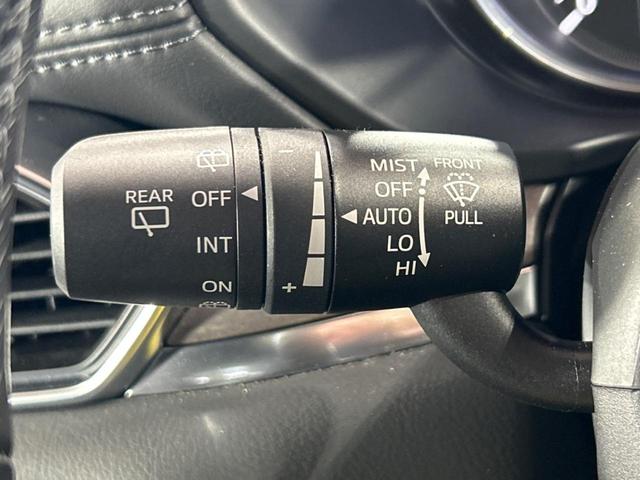 REAR
OFF
INT
ON
−
+
MIST
OFF
AUTO
LO
HI
FRONT
PULL